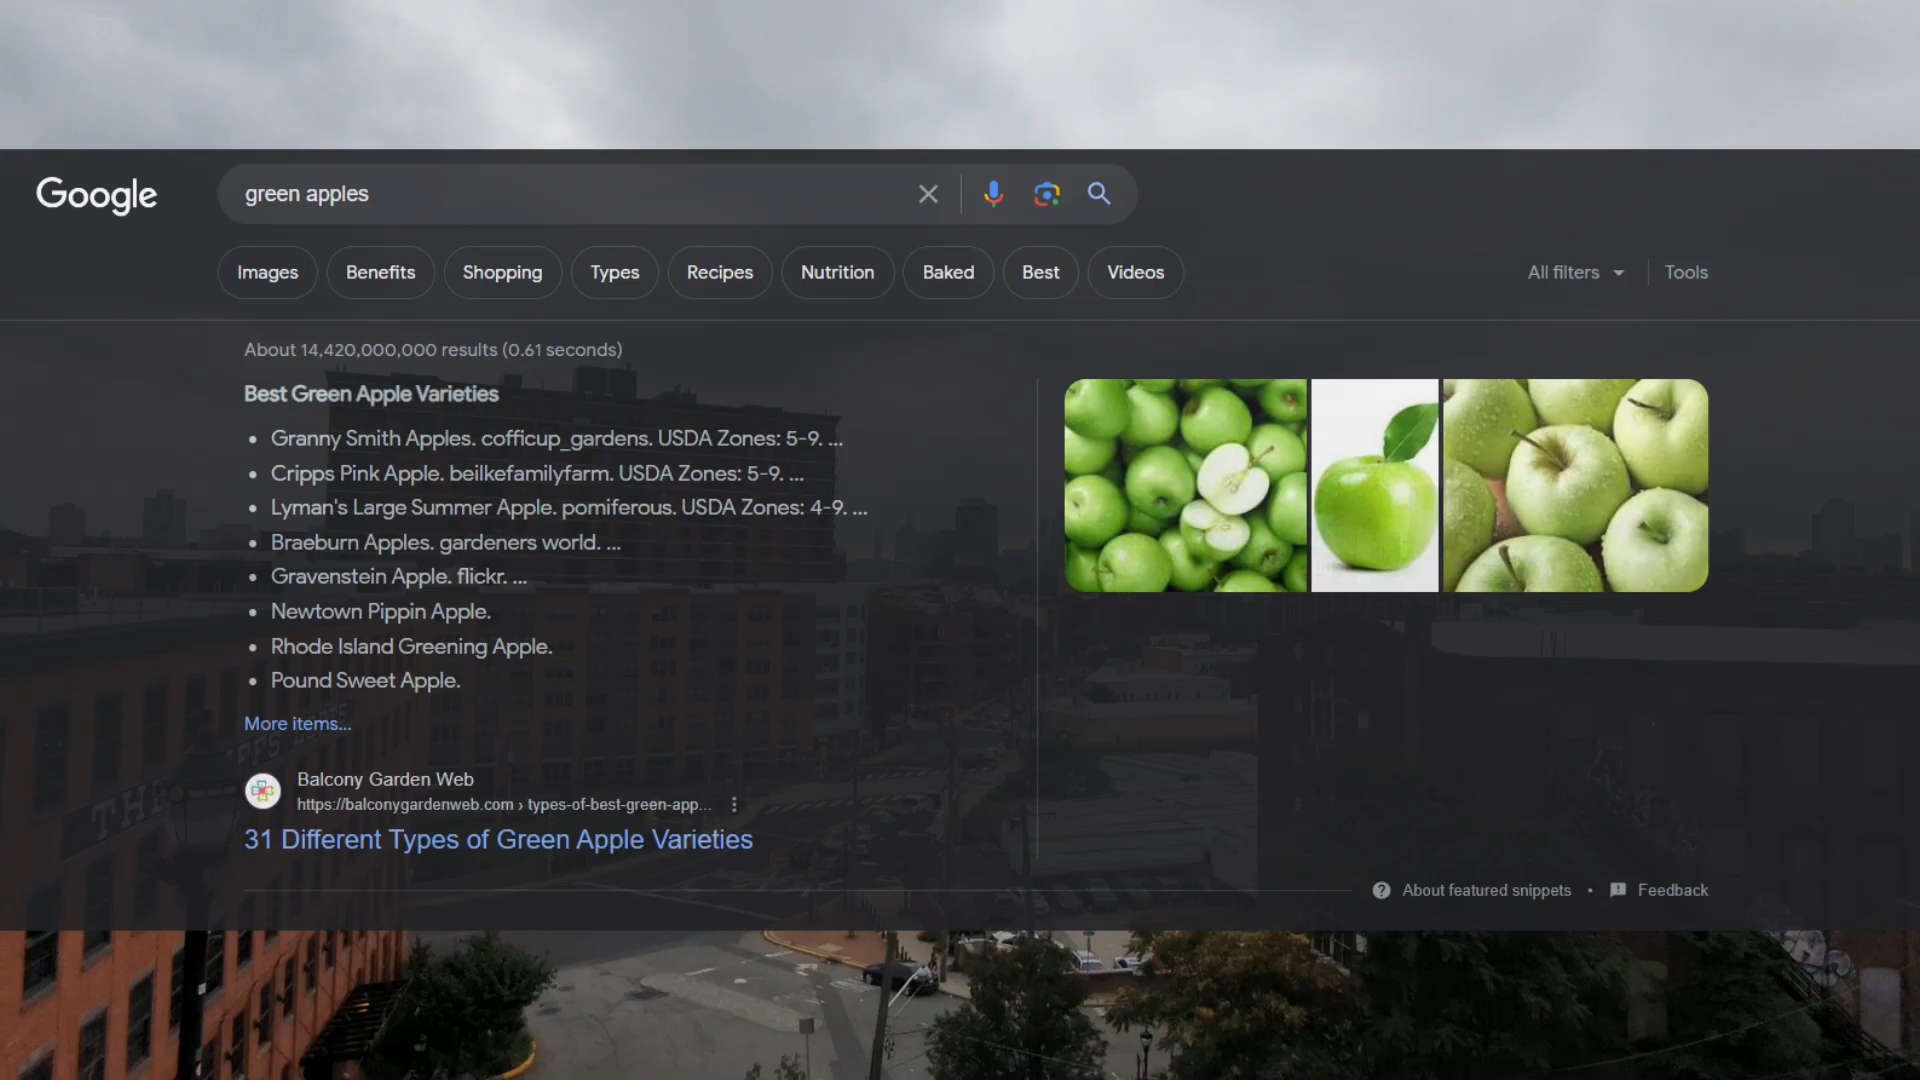 Google
green apples
Images Benefits Shopping Types Recipes Nutrition Baked Best Videos All filters Tools
About 14,420,000,000 results (0.61 seconds)
Best Green Apple Varieties
• Granny Smith Apples. cofficup_gardens. USDA Zones: 5-9. ...
• Cripps Pink Apple. beilkefamilyfarm. USDA Zones: 5-9. ...
• Lyman's Large Summer Apple. pomiferous. USDA Zones: 4-9. ...
• Braeburn Apples. gardeners world. ...
• Gravenstein Apple. flickr. ...
• Newtown Pippin Apple.
• Rhode Island Greening Apple.
• Pound Sweet Apple.
More items...
Balcony Garden Web
https://balconygardenweb.com › types-of-best-green-app...
31 Different Types of Green Apple Varieties
About featured snippets • Feedback